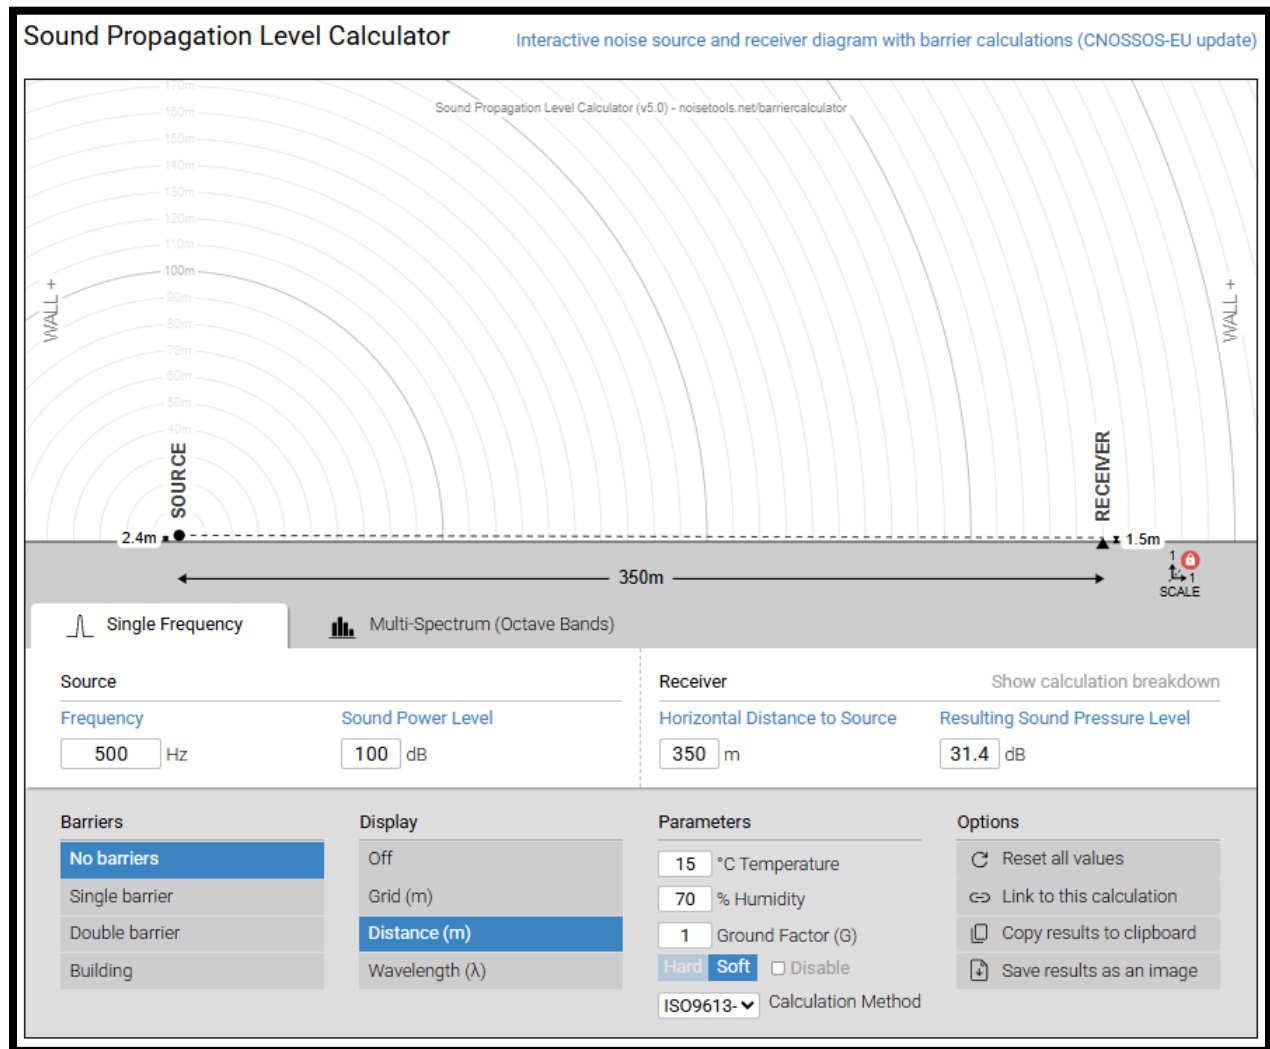 Sound Propagation Level Calculator
Interactive noise source and receiver diagram with barrier calculations (CNOSSOS-EU update)
170m
Sound Propagation Level Calculator (v5.0) - noisetools.net/barriercalculator
160m
150m
140m
130m
120m
110m
100m
90m
80m
70m
60m
50m
40m
WALL +
WALL +
SOURCE
RECEIVER
2.4m
1.5m
350m
1
1
SCALE
Single Frequency
Multi-Spectrum (Octave Bands)
Source
Receiver
Show calculation breakdown
Frequency
Sound Power Level
Horizontal Distance to Source
Resulting Sound Pressure Level
500 Hz
100 dB
350 m
31.4 dB
Barriers
No barriers
Single barrier
Double barrier
Building
Display
Off
Grid (m)
Distance (m)
Wavelength (λ)
Parameters
15 °C Temperature
70 % Humidity
1 Ground Factor (G)
Hard Soft Disable
ISO9613- Calculation Method
Options
Reset all values
Link to this calculation
Copy results to clipboard
Save results as an image